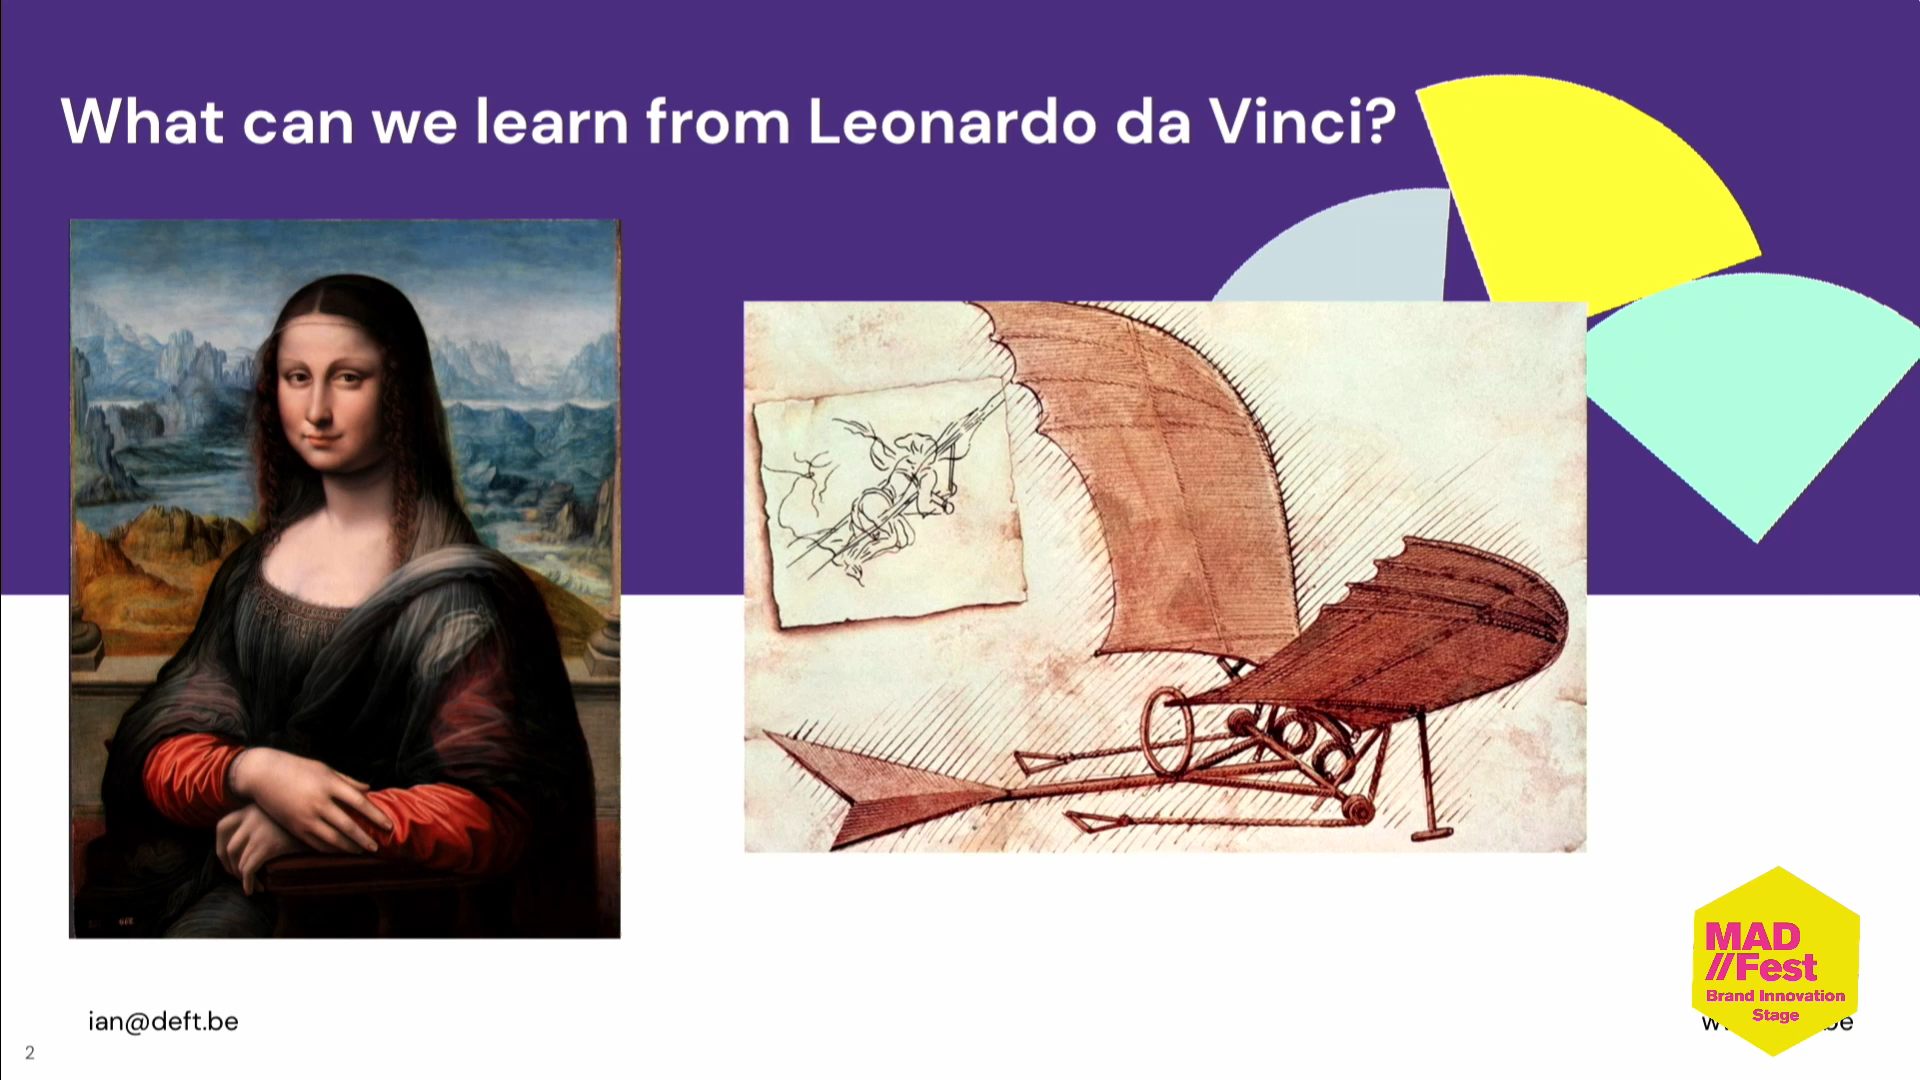 What can we learn from Leonardo da Vinci?
MAD
//Fest
Brand Innovation
Stage
ian@deft.be
2